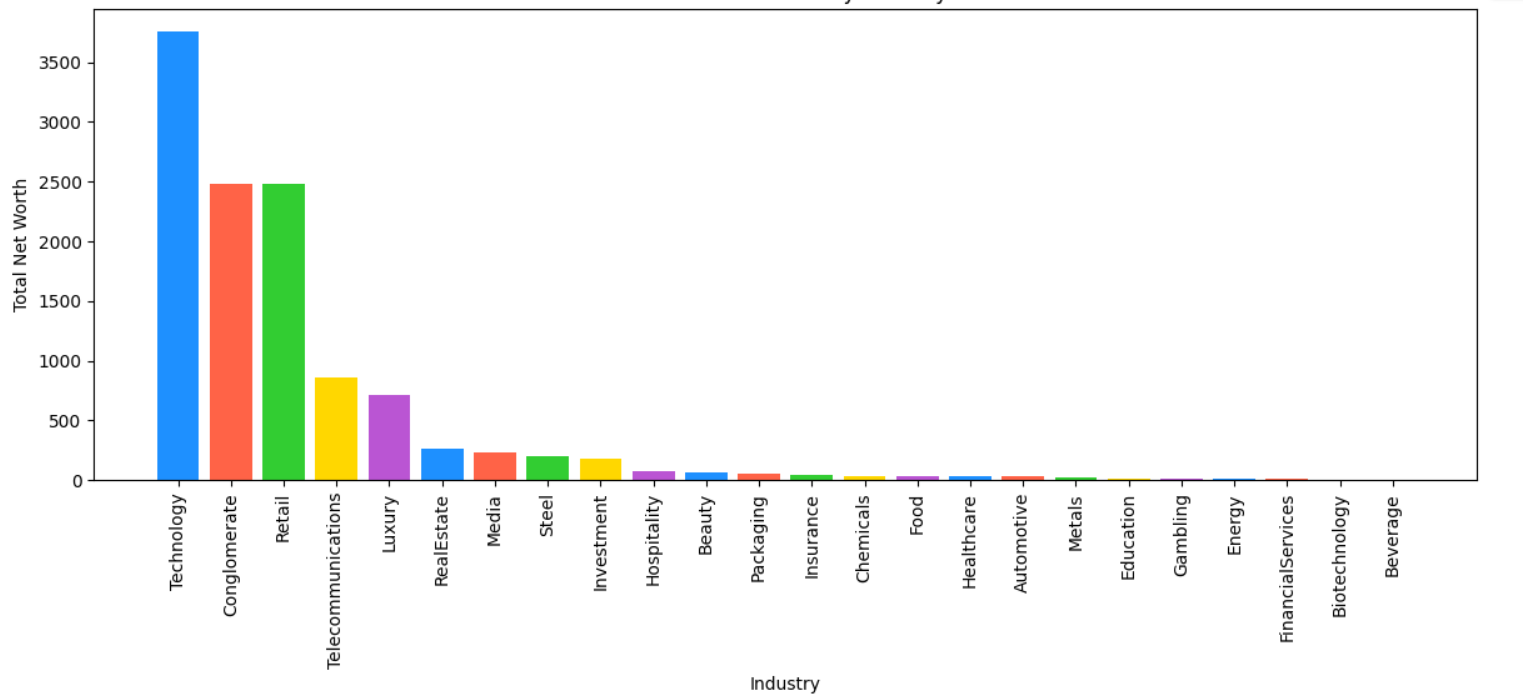 3500
3000
2500
2000
1500
1000
500
0
Total Net Worth
Technology
Conglomerate
Retail
Telecommunications
Luxury
RealEstate
Media
Steel
Investment
Hospitality
Beauty
Packaging
Insurance
Chemicals
Food
Healthcare
Automotive
Metals
Education
Gambling
Energy
FinancialServices
Biotechnology
Beverage
Industry